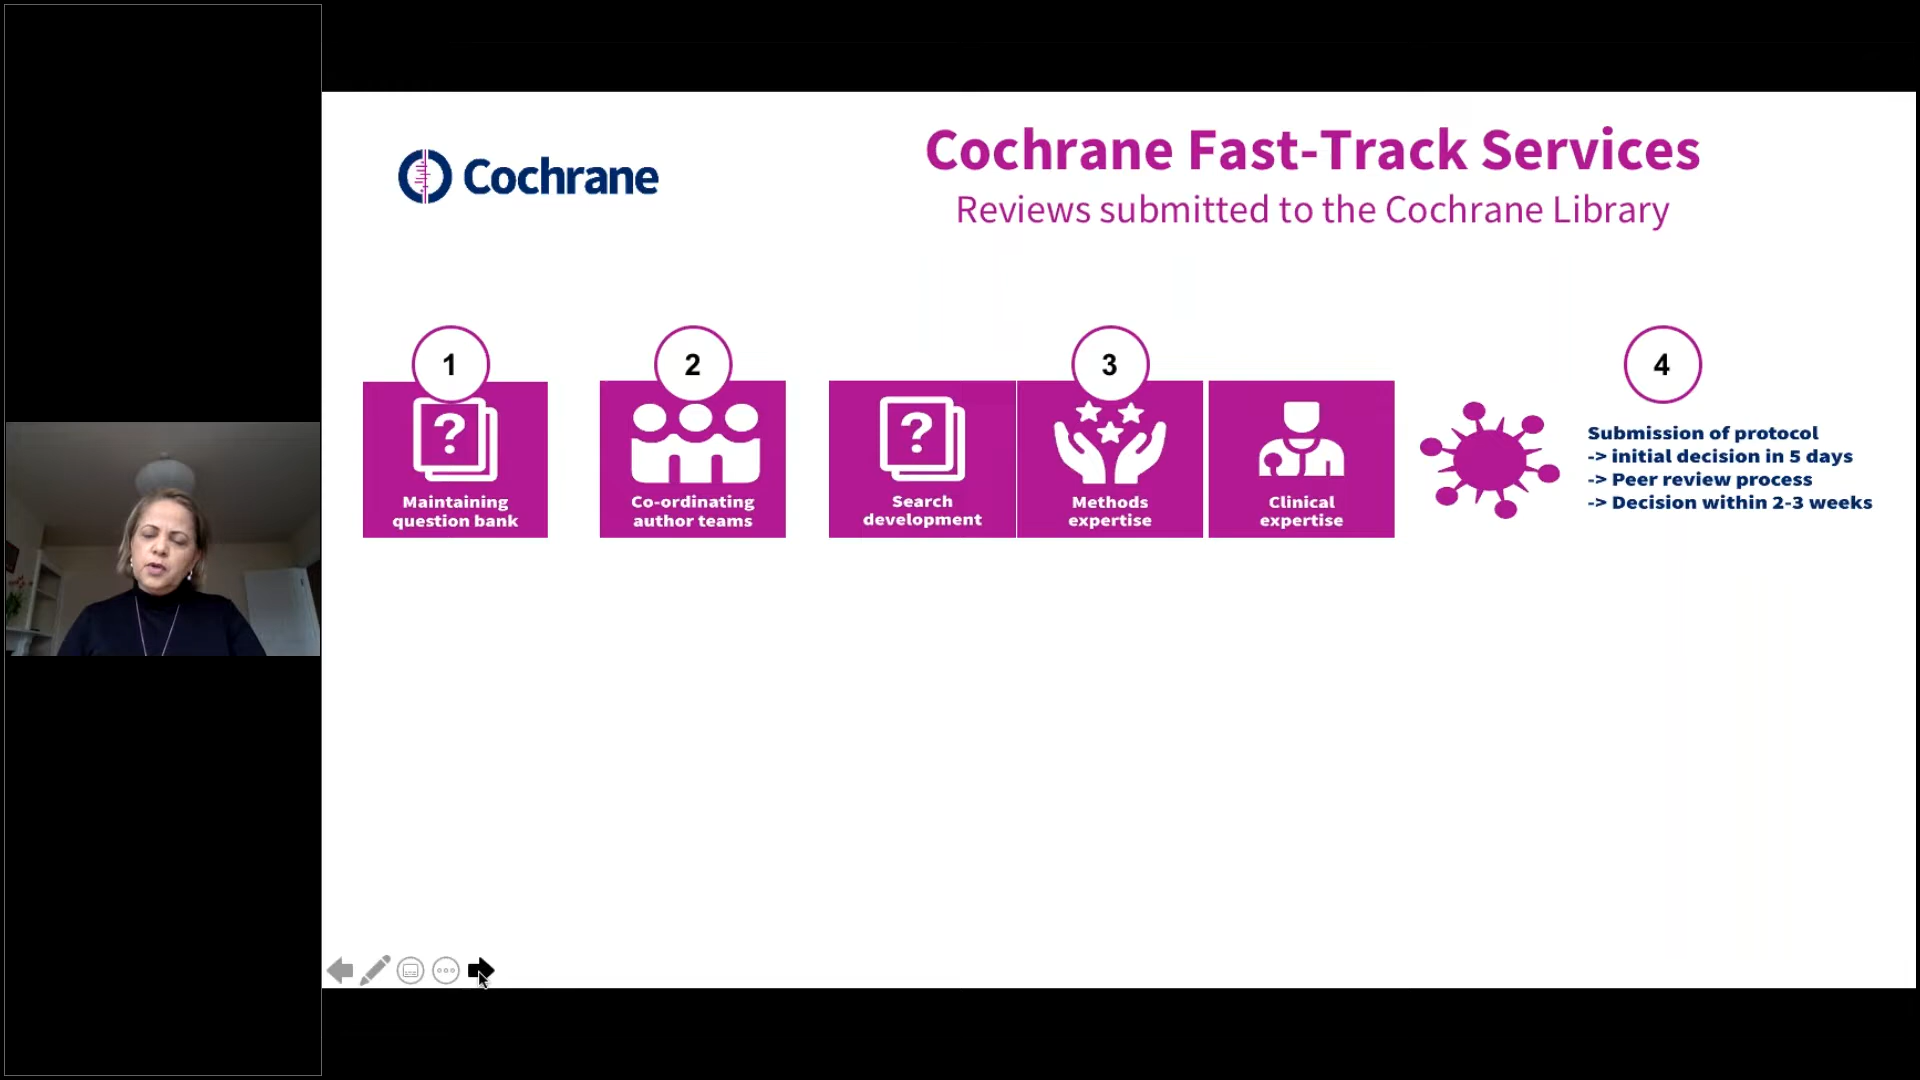 Cochrane
Cochrane Fast-Track Services
Reviews submitted to the Cochrane Library
1
?
Maintaining
question bank
2
Co-ordinating
author teams
3
?
Search
development
Methods
expertise
Clinical
expertise
4
Submission of protocol
-> initial decision in 5 days
-> Peer review process
-> Decision within 2-3 weeks